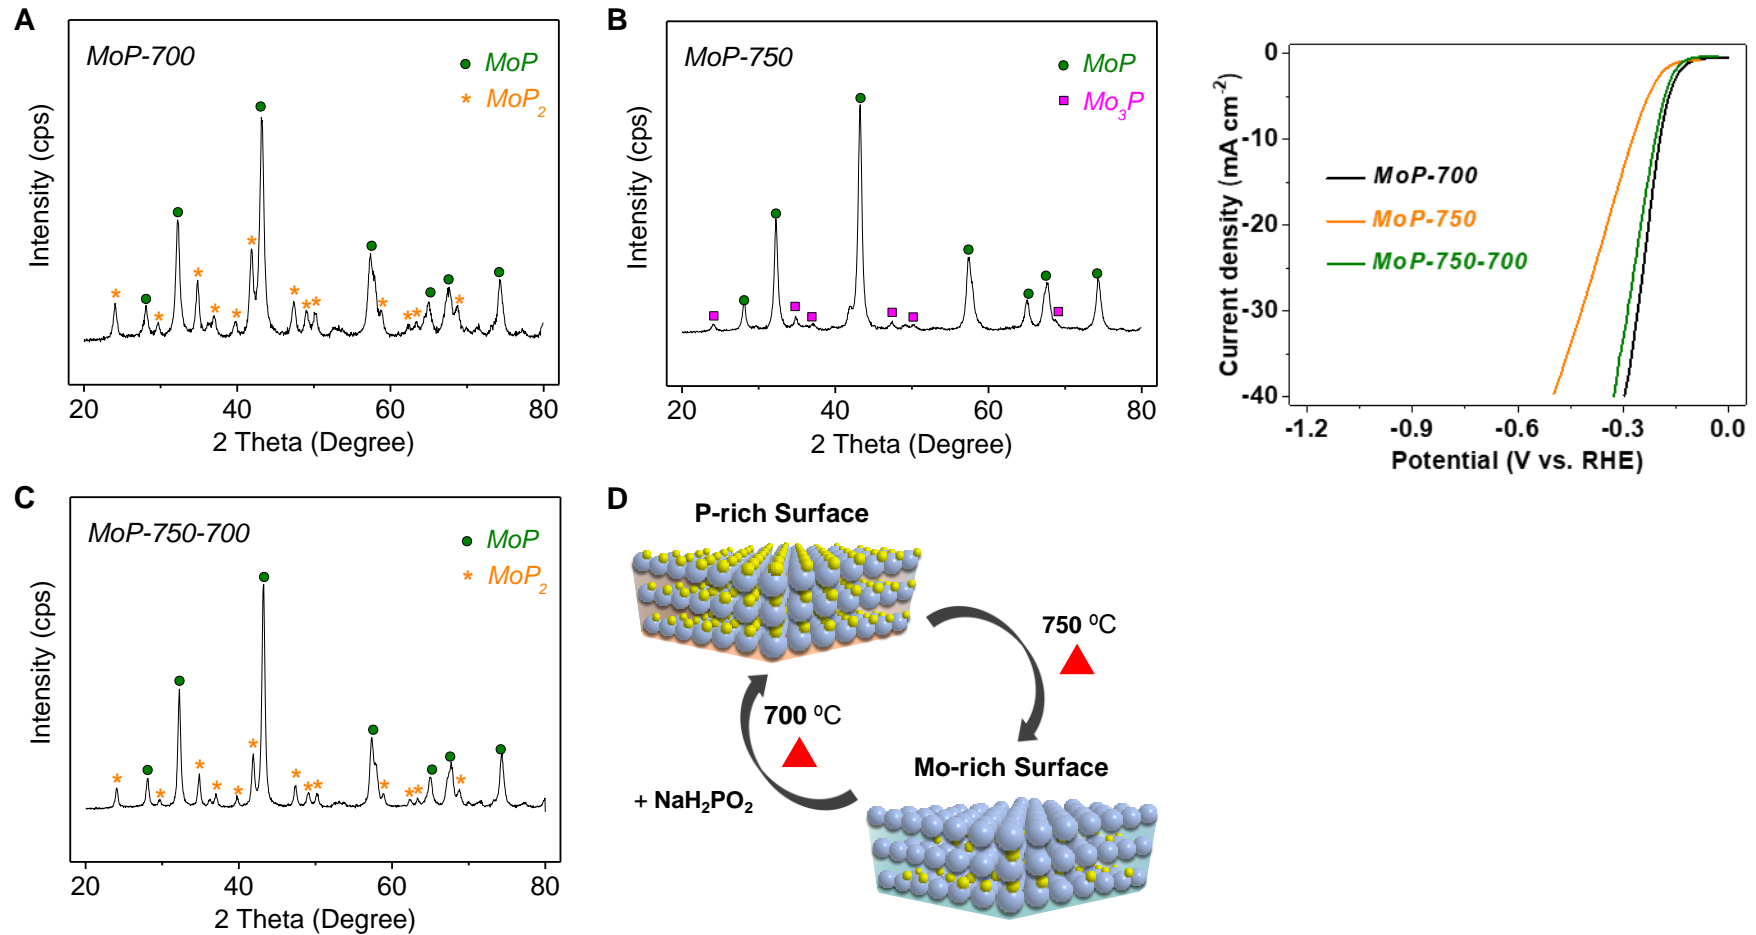 A
MoP-700
MoP
* MoP2
Intensity (cps)
20 40 60 80
2 Theta (Degree)
B
MoP-750
MoP
Mo3P
Intensity (cps)
20 40 60 80
2 Theta (Degree)
0
-10
-20
-30
-40
Current density (mA cm-2)
MoP-700
MoP-750
MoP-750-700
-1.2 -0.9 -0.6 -0.3 0.0
Potential (V vs. RHE)
C
MoP-750-700
MoP
* MoP2
Intensity (cps)
20 40 60 80
2 Theta (Degree)
D
P-rich Surface
750 ºC
700 ºC
+ NaH2PO2
Mo-rich Surface